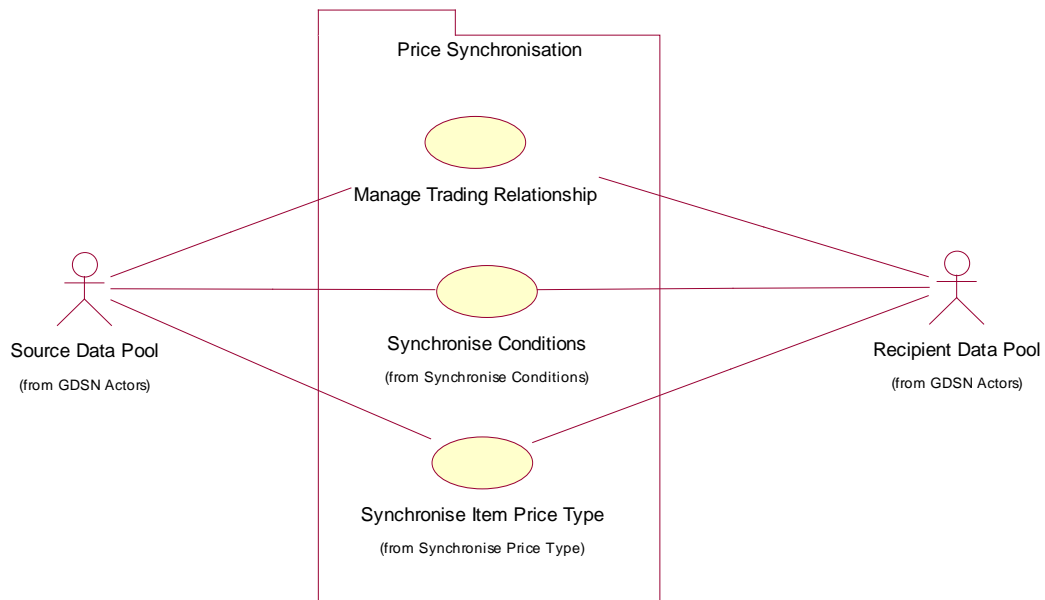 Price Synchronisation
Manage Trading Relationship
Source Data Pool
(from GDSN Actors)
Synchronise Conditions
(from Synchronise Conditions)
Recipient Data Pool
(from GDSN Actors)
Synchronise Item Price Type
(from Synchronise Price Type)